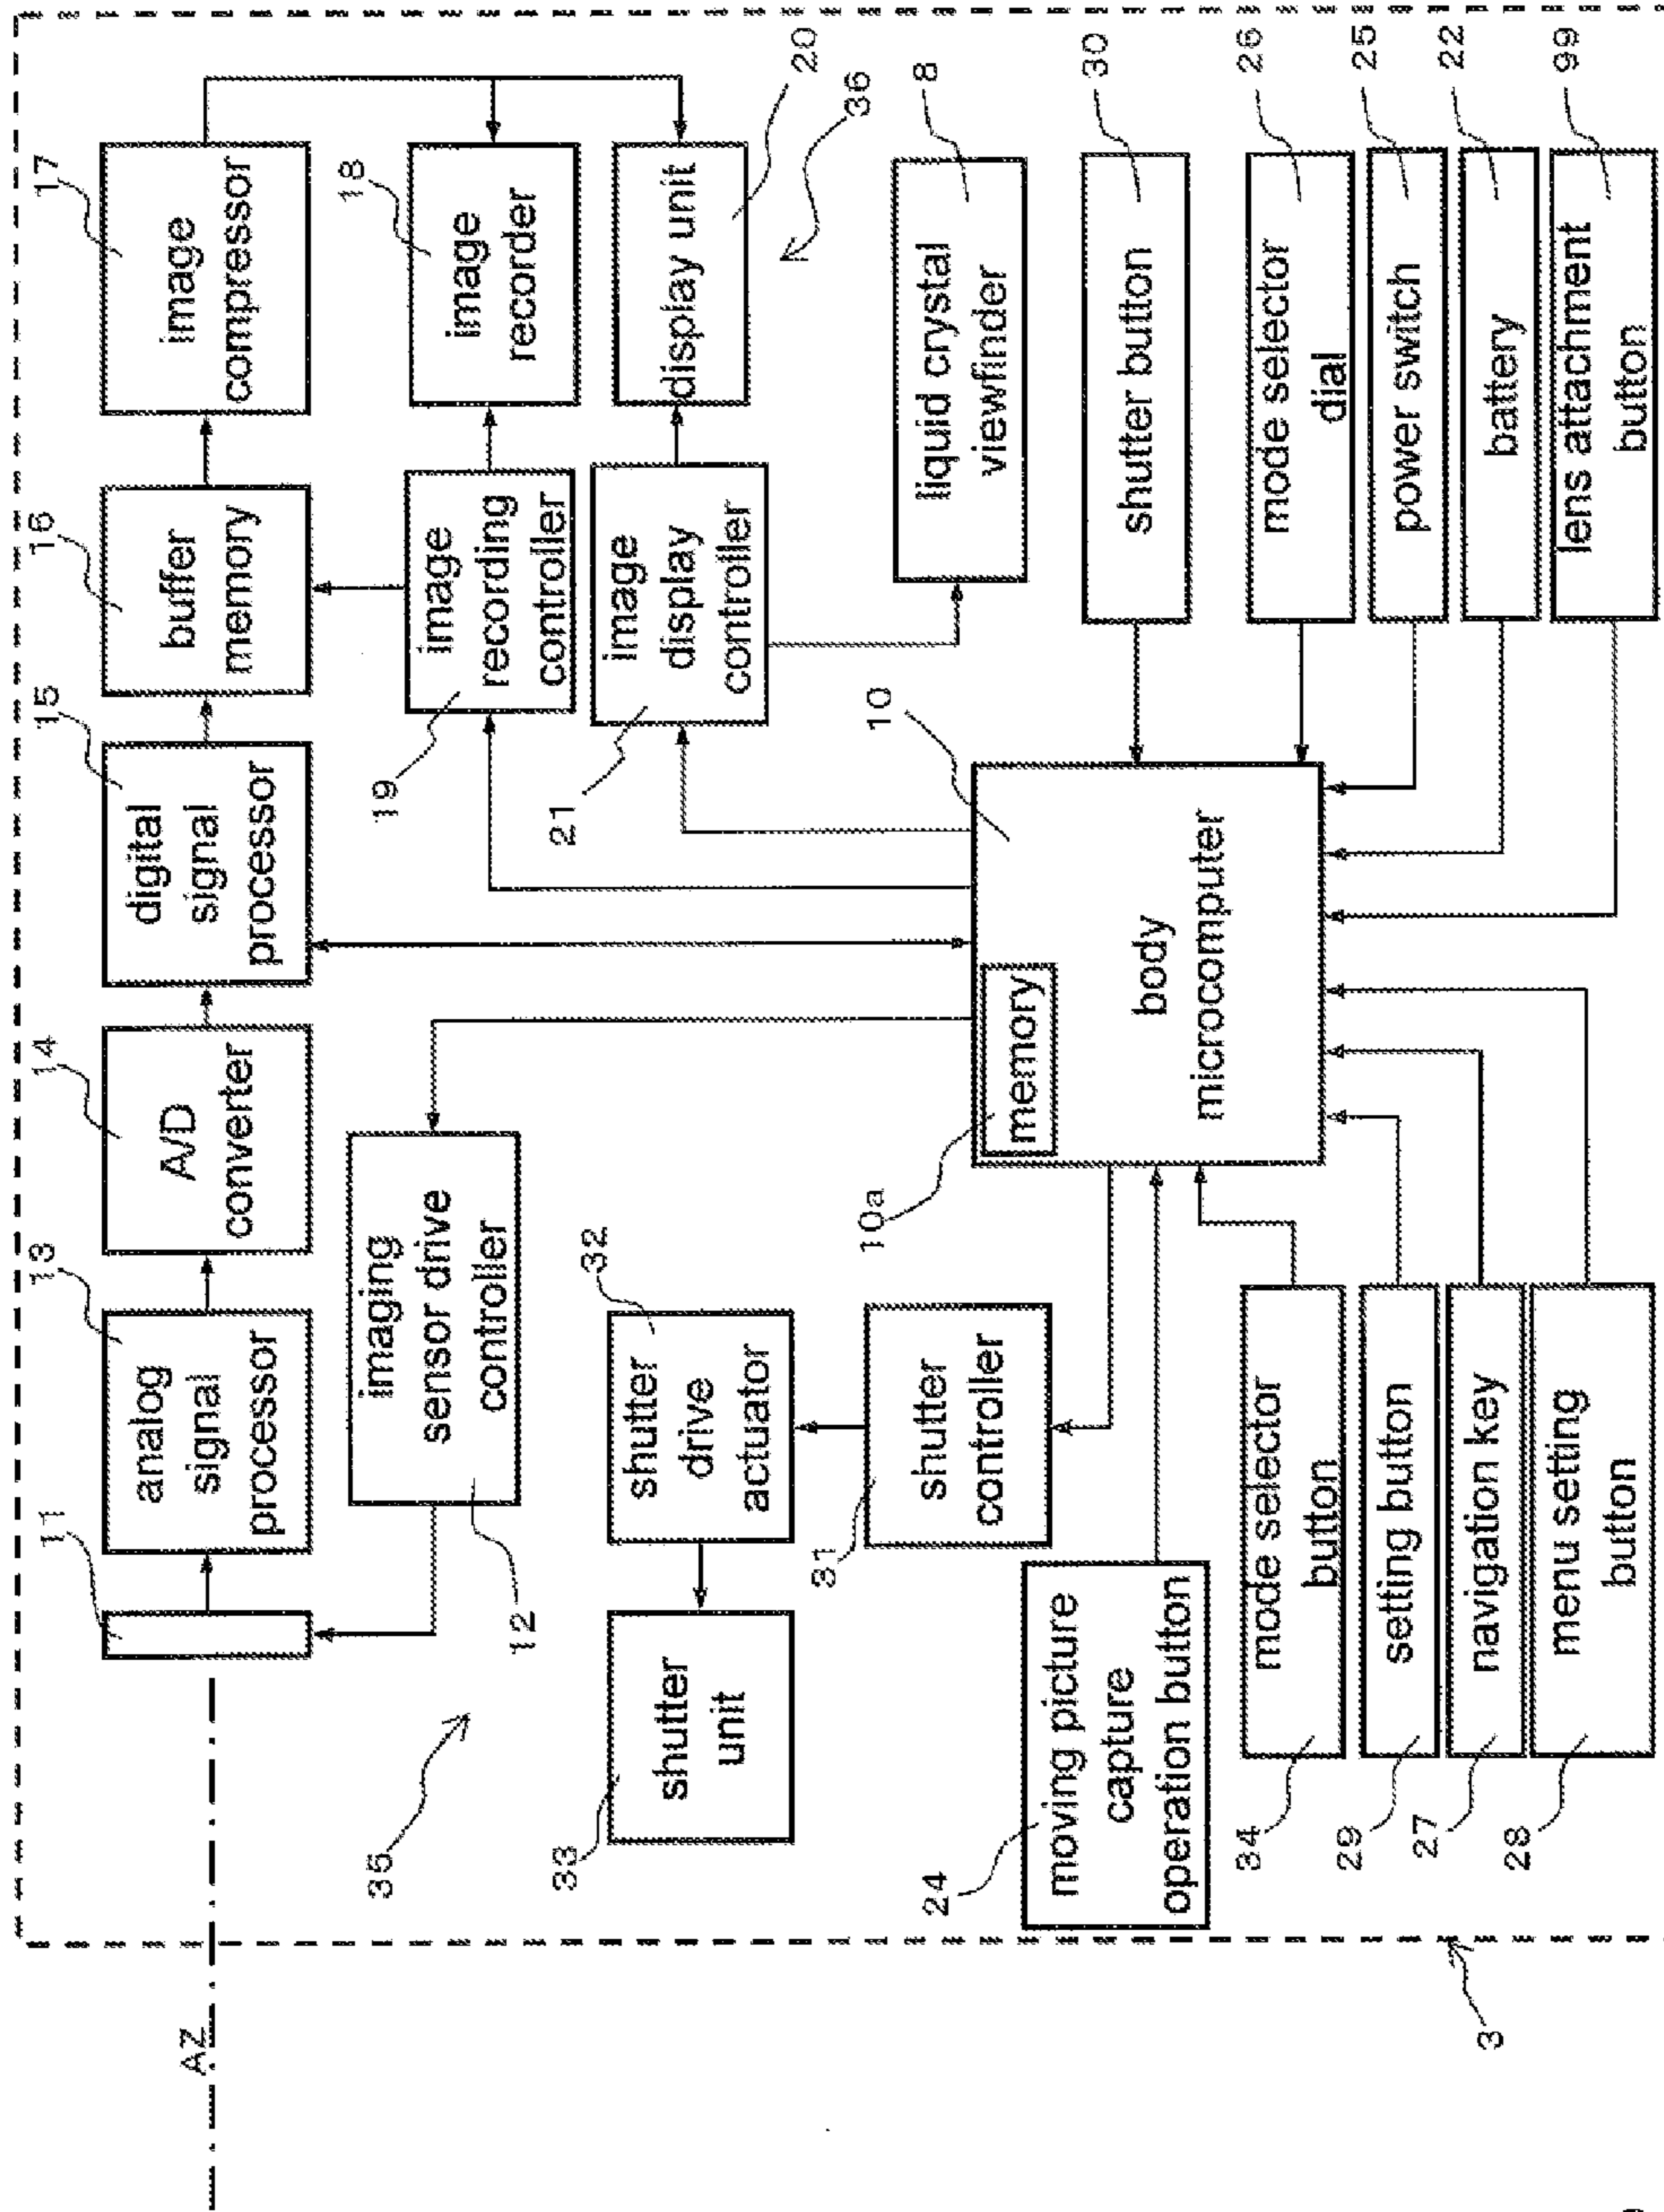 AZ
11
13
14
15
16
17
analog
signal
processor
A/D
converter
digital
signal
processor
buffer
memory
image
compressor
imaging
sensor drive
controller
12
35
19
image
recording
controller
18
image
recorder
33
shutter
unit
32
shutter
drive
actuator
21
image
display
controller
display unit
20
36
31
shutter
controller
10a
memory
10
body
microcomputer
liquid crystal
viewfinder
8
24
moving picture
capture
operation button
shutter button
30
34
mode selector
button
mode selector
dial
26
29
setting button
power switch
25
27
navigation key
battery
22
28
menu setting
button
lens attachment
button
99
3